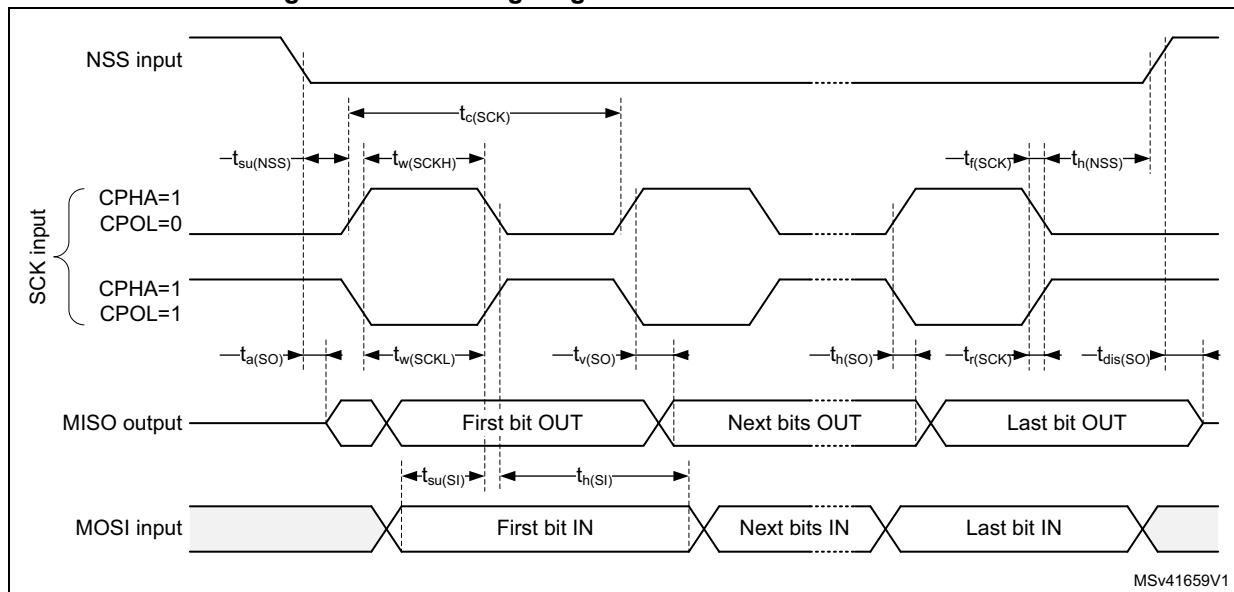 NSS input
tc(SCK)
tsu(NSS)
tw(SCKH)
tf(SCK)
th(NSS)
CPHA=1
CPOL=0
SCK input
CPHA=1
CPOL=1
ta(SO)
tw(SCKL)
tv(SO)
th(SO)
tr(SCK)
tdis(SO)
MISO output
First bit OUT
Next bits OUT
Last bit OUT
tsu(SI)
th(SI)
MOSI input
First bit IN
Next bits IN
Last bit IN
MSv41659V1